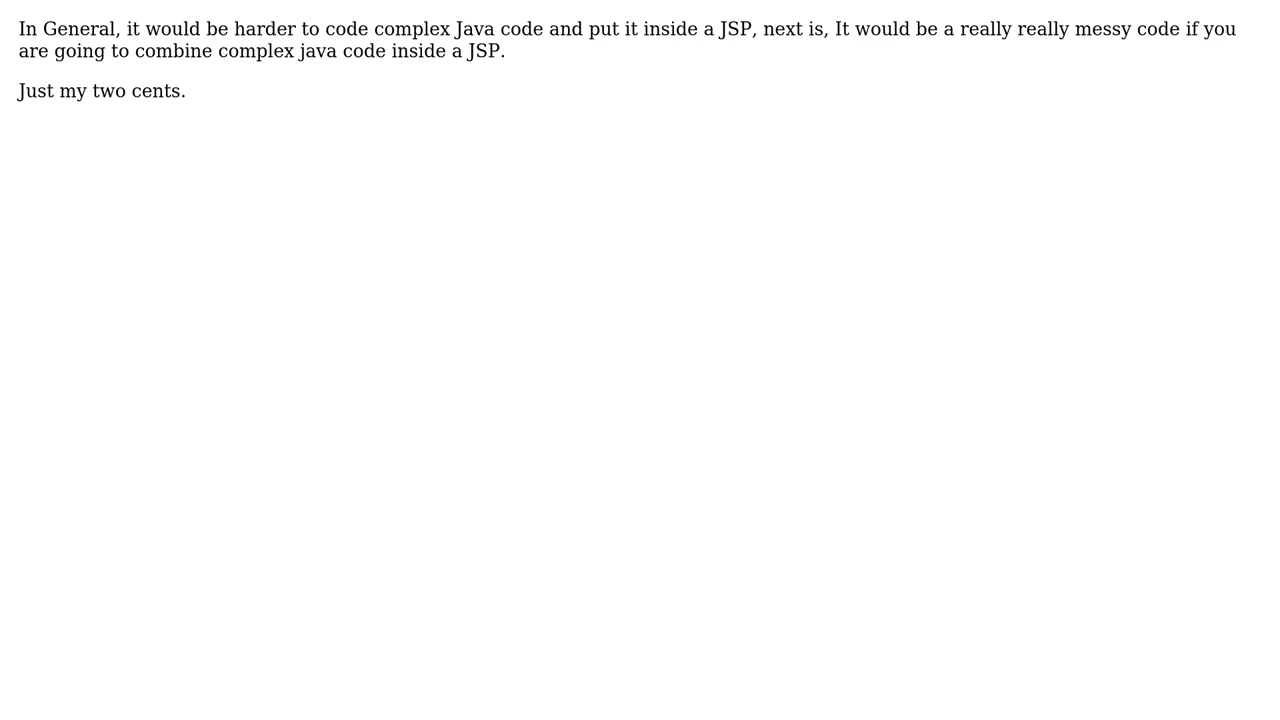 In General, it would be harder to code complex Java code and put it inside a JSP, next is, It would be a really really messy code if you
are going to combine complex java code inside a JSP.
Just my two cents.